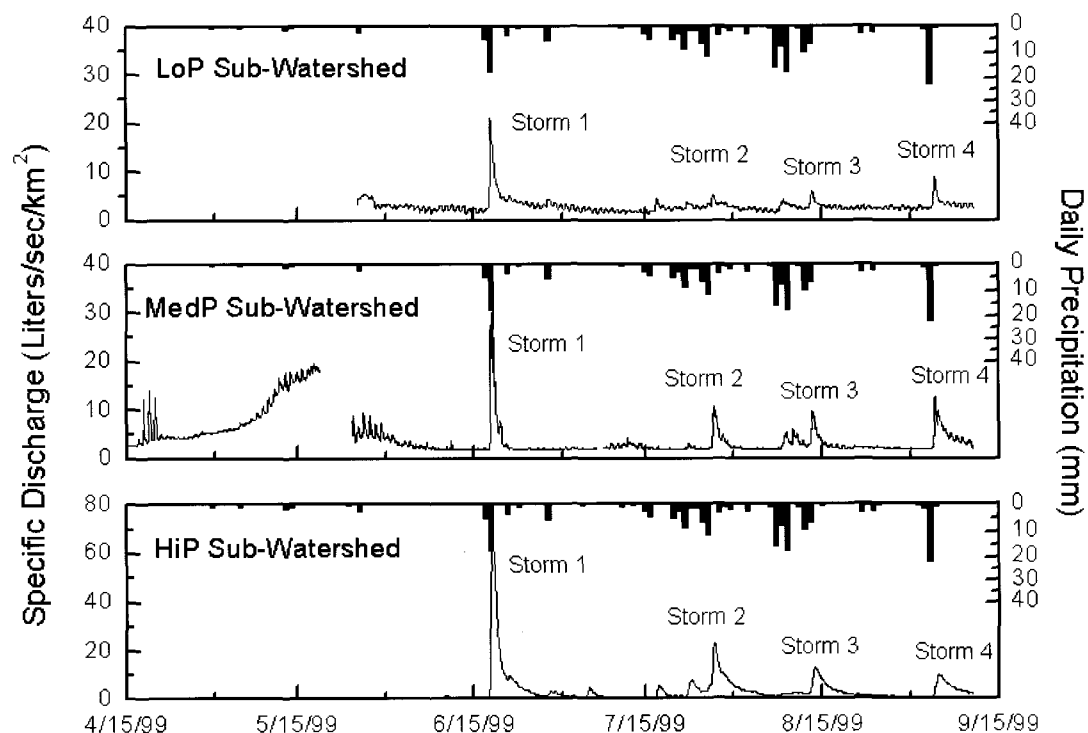 40
30
20
10
0
LoP Sub-Watershed
Storm 1
Storm 2
Storm 3
Storm 4
0
10
20
30
40
40
30
20
10
0
MedP Sub-Watershed
Storm 1
Storm 2
Storm 3
Storm 4
0
10
20
30
40
80
60
40
20
0
HiP Sub-Watershed
Storm 1
Storm 2
Storm 3
Storm 4
0
10
20
30
40
4/15/99 5/15/99 6/15/99 7/15/99 8/15/99 9/15/99
Specific Discharge (Liters/sec/km²)
Daily Precipitation (mm)